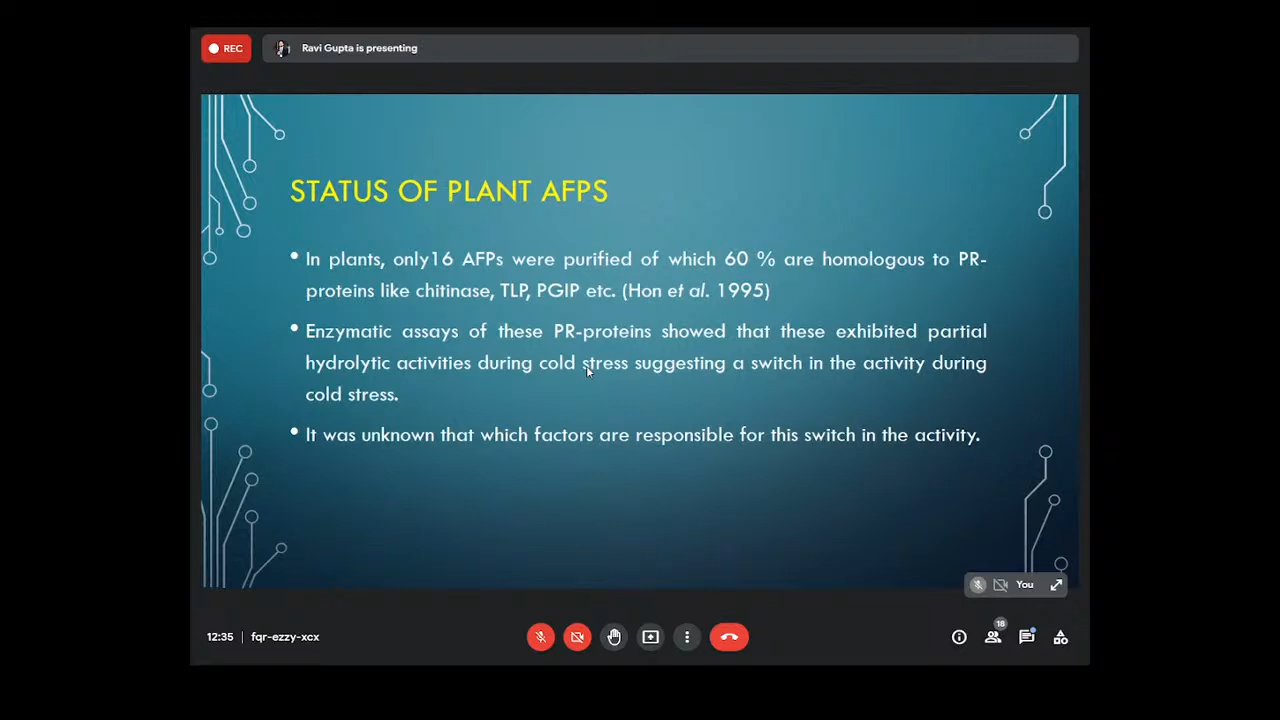 REC
Ravi Gupta is presenting
STATUS OF PLANT AFPS
• In plants, only16 AFPs were purified of which 60 % are homologous to PR-
proteins like chitinase, TLP, PGIP etc. (Hon et al. 1995)
• Enzymatic assays of these PR-proteins showed that these exhibited partial
hydrolytic activities during cold stress suggesting a switch in the activity during
cold stress.
• It was unknown that which factors are responsible for this switch in the activity.
You
12:35 | fqr-ezzy-xcx
18